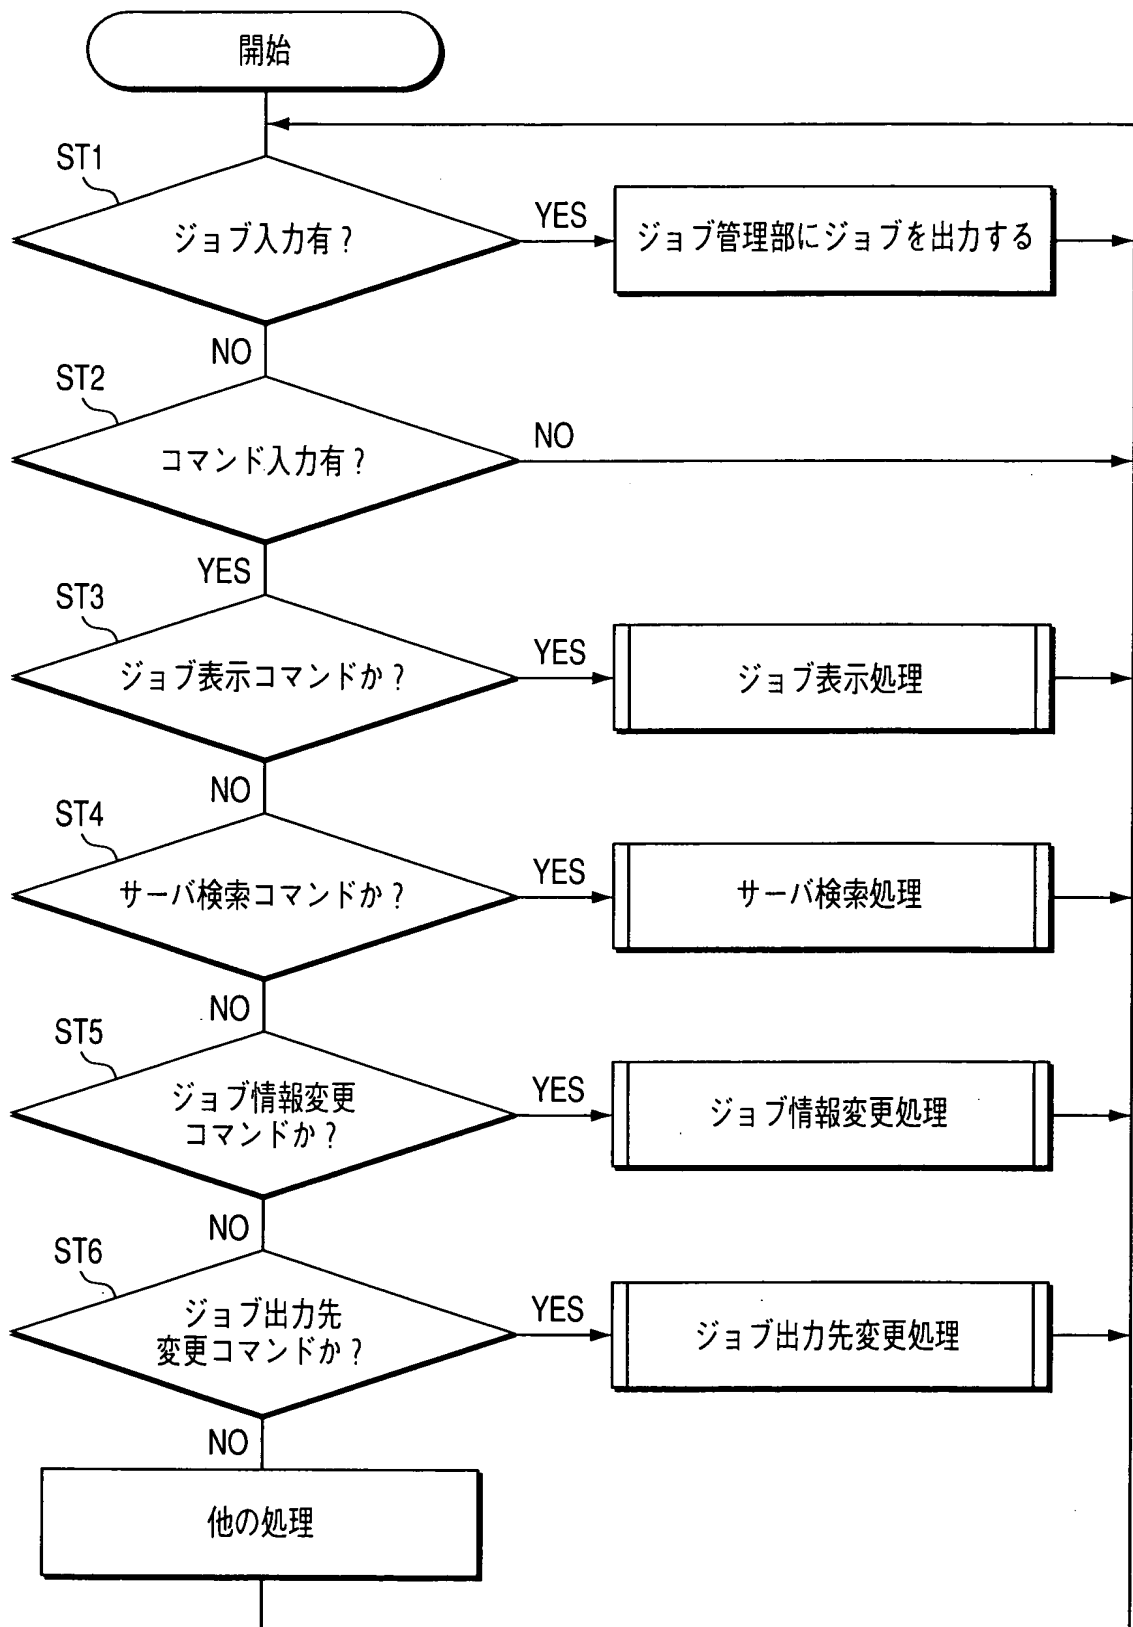 開始
ST1
ジョブ入力有？
YES
ジョブ管理部にジョブを出力する
NO
ST2
コマンド入力有？
NO
YES
ST3
ジョブ表示コマンドか？
YES
ジョブ表示処理
NO
ST4
サーバ検索コマンドか？
YES
サーバ検索処理
NO
ST5
ジョブ情報変更
コマンドか？
YES
ジョブ情報変更処理
NO
ST6
ジョブ出力先
変更コマンドか？
YES
ジョブ出力先変更処理
NO
他の処理